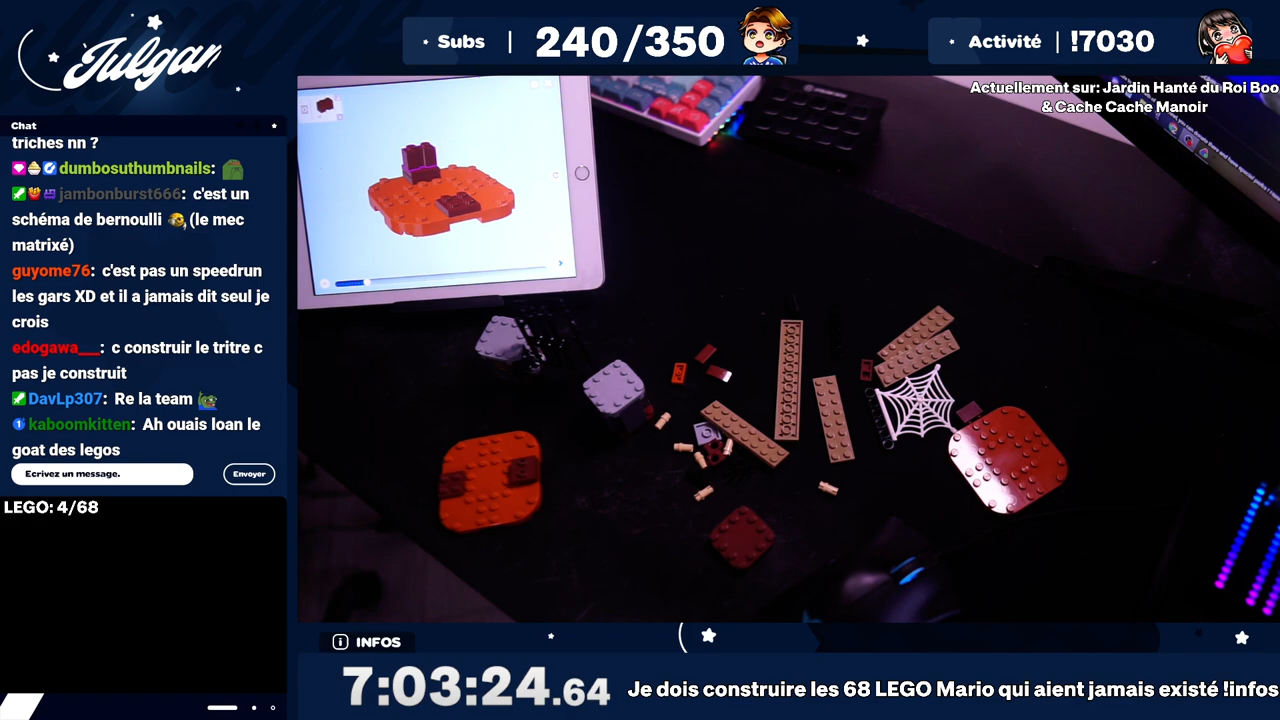 Julgan
Subs | 240/350
Activité | !7030
Actuellement sur: Jardin Hanté du Roi Boo
& Cache Cache Manoir
Chat
triches nn ?
dumbosuthumbnails:
jambonburst666: c'est un
schéma de bernoulli (le mec
matrixé)
guyome76: c'est pas un speedrun
les gars XD et il a jamais dit seul je
crois
edogawa___: c construir le tritre c
pas je construit
DavLp307: Re la team
kaboomkitten: Ah ouais loan le
goat des legos
Ecrivez un message.
Envoyer
LEGO: 4/68
INFOS
7:03:24.64
Je dois construire les 68 LEGO Mario qui aient jamais existé !infos